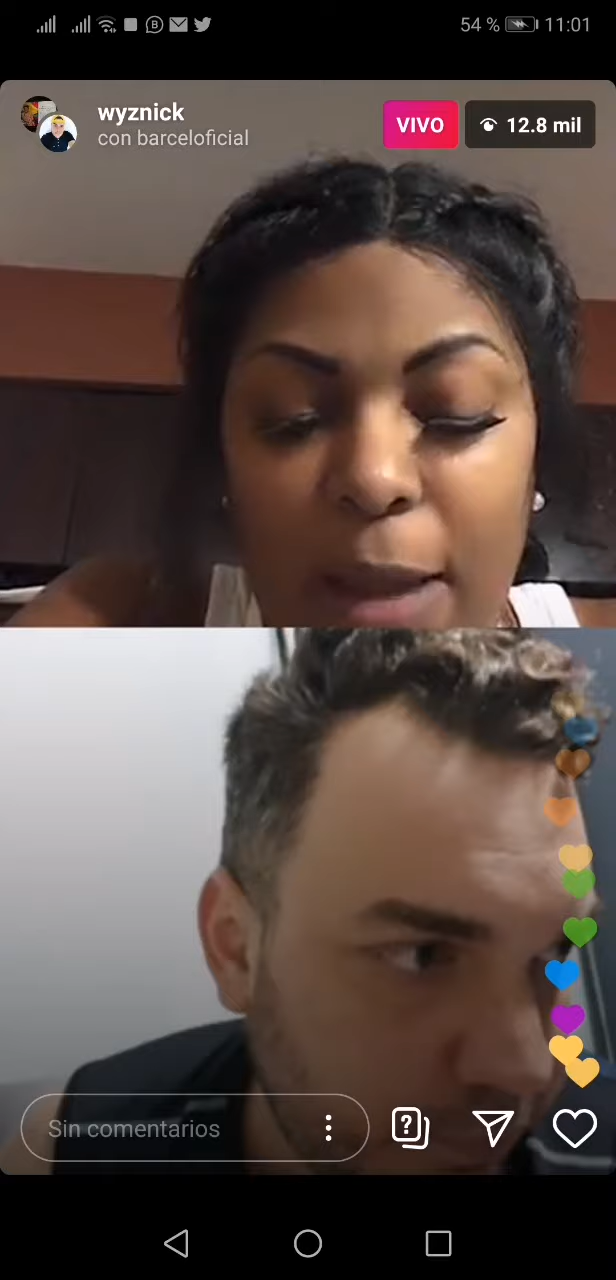 54 % 11:01
wyznick
con barceloficial
VIVO
12.8 mil
Sin comentarios